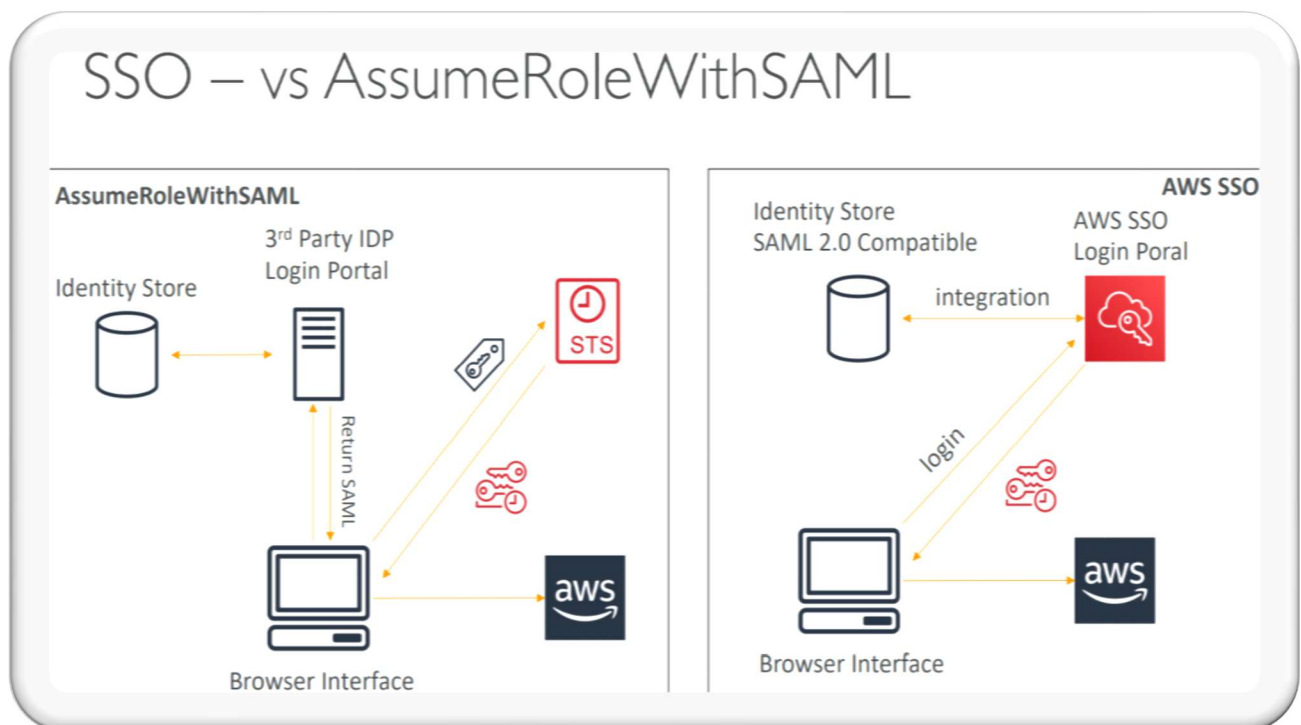 SSO – vs AssumeRoleWithSAML
AssumeRoleWithSAML
3rd Party IDP
Login Portal
Identity Store
STS
Return SAML
aws
Browser Interface
AWS SSO
Identity Store
SAML 2.0 Compatible
AWS SSO
Login Poral
integration
login
aws
Browser Interface